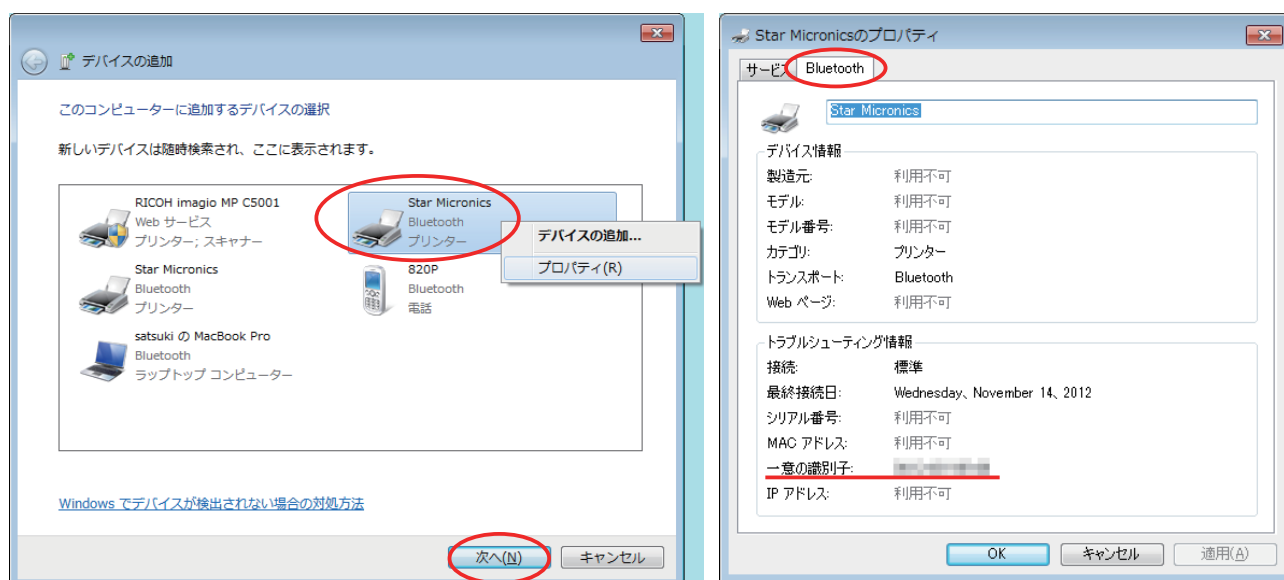 デバイスの追加
このコンピューターに追加するデバイスの選択
新しいデバイスは随時検索され、ここに表示されます。
RICOH imagio MP C5001
Web サービス
プリンター; スキャナー
Star Micronics
Bluetooth
プリンター
デバイスの追加...
プロパティ(R)
Star Micronics
Bluetooth
プリンター
820P
Bluetooth
電話
satsuki の MacBook Pro
Bluetooth
ラップトップ コンピューター
Windows でデバイスが検出されない場合の対処方法
次へ(N)
キャンセル
Star Micronicsのプロパティ
サービス
Bluetooth
Star Micronics
デバイス情報
製造元: 利用不可
モデル: 利用不可
モデル番号: 利用不可
カテゴリ: プリンター
トランスポート: Bluetooth
Web ページ: 利用不可
トラブルシューティング情報
接続: 標準
最終接続日: Wednesday、November 14、2012
シリアル番号: 利用不可
MAC アドレス: 利用不可
一意の識別子:
IP アドレス: 利用不可
OK
キャンセル
適用(A)